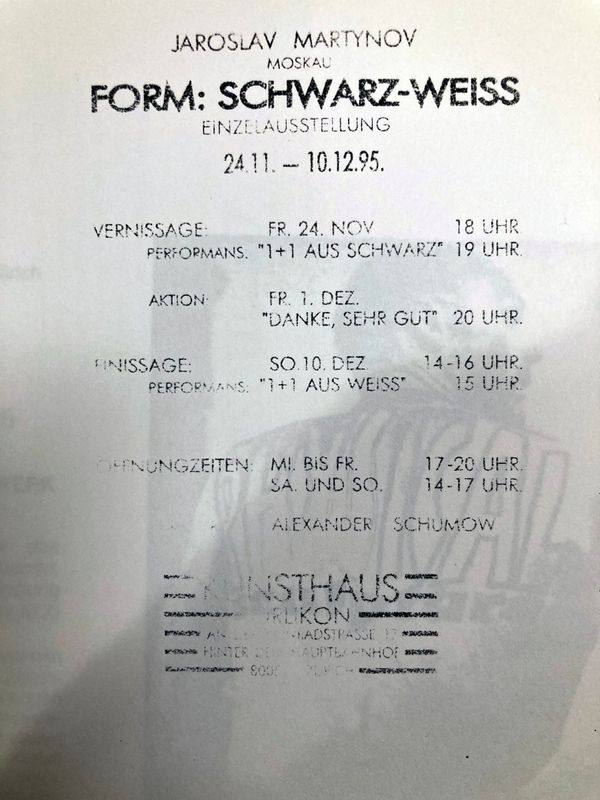 JAROSLAV MARTYNOV
MOSKAU
FORM: SCHWARZ-WEISS
EINZELAUSSTELLUNG
24.11. — 10.12.95.
VERNISSAGE: FR. 24. NOV 18 UHR.
PERFORMANS. "1+1 AUS SCHWARZ" 19 UHR.
AKTION: FR. 1. DEZ.
"DANKE, SEHR GUT" 20 UHR.
FINISSAGE: SO.10. DEZ 14-16 UHR.
PERFORMANS: "1+1 AUS WEISS" 15 UHR.
ÖFFNUNGZEITEN: MI. BIS FR. 17-20 UHR.
SA. UND SO. 14-17 UHR.
ALEXANDER SCHUMOW
KUNSTHAUS
OERLIKON
HINTER DEM HAUPTBAHNHOF
ZÜRICH